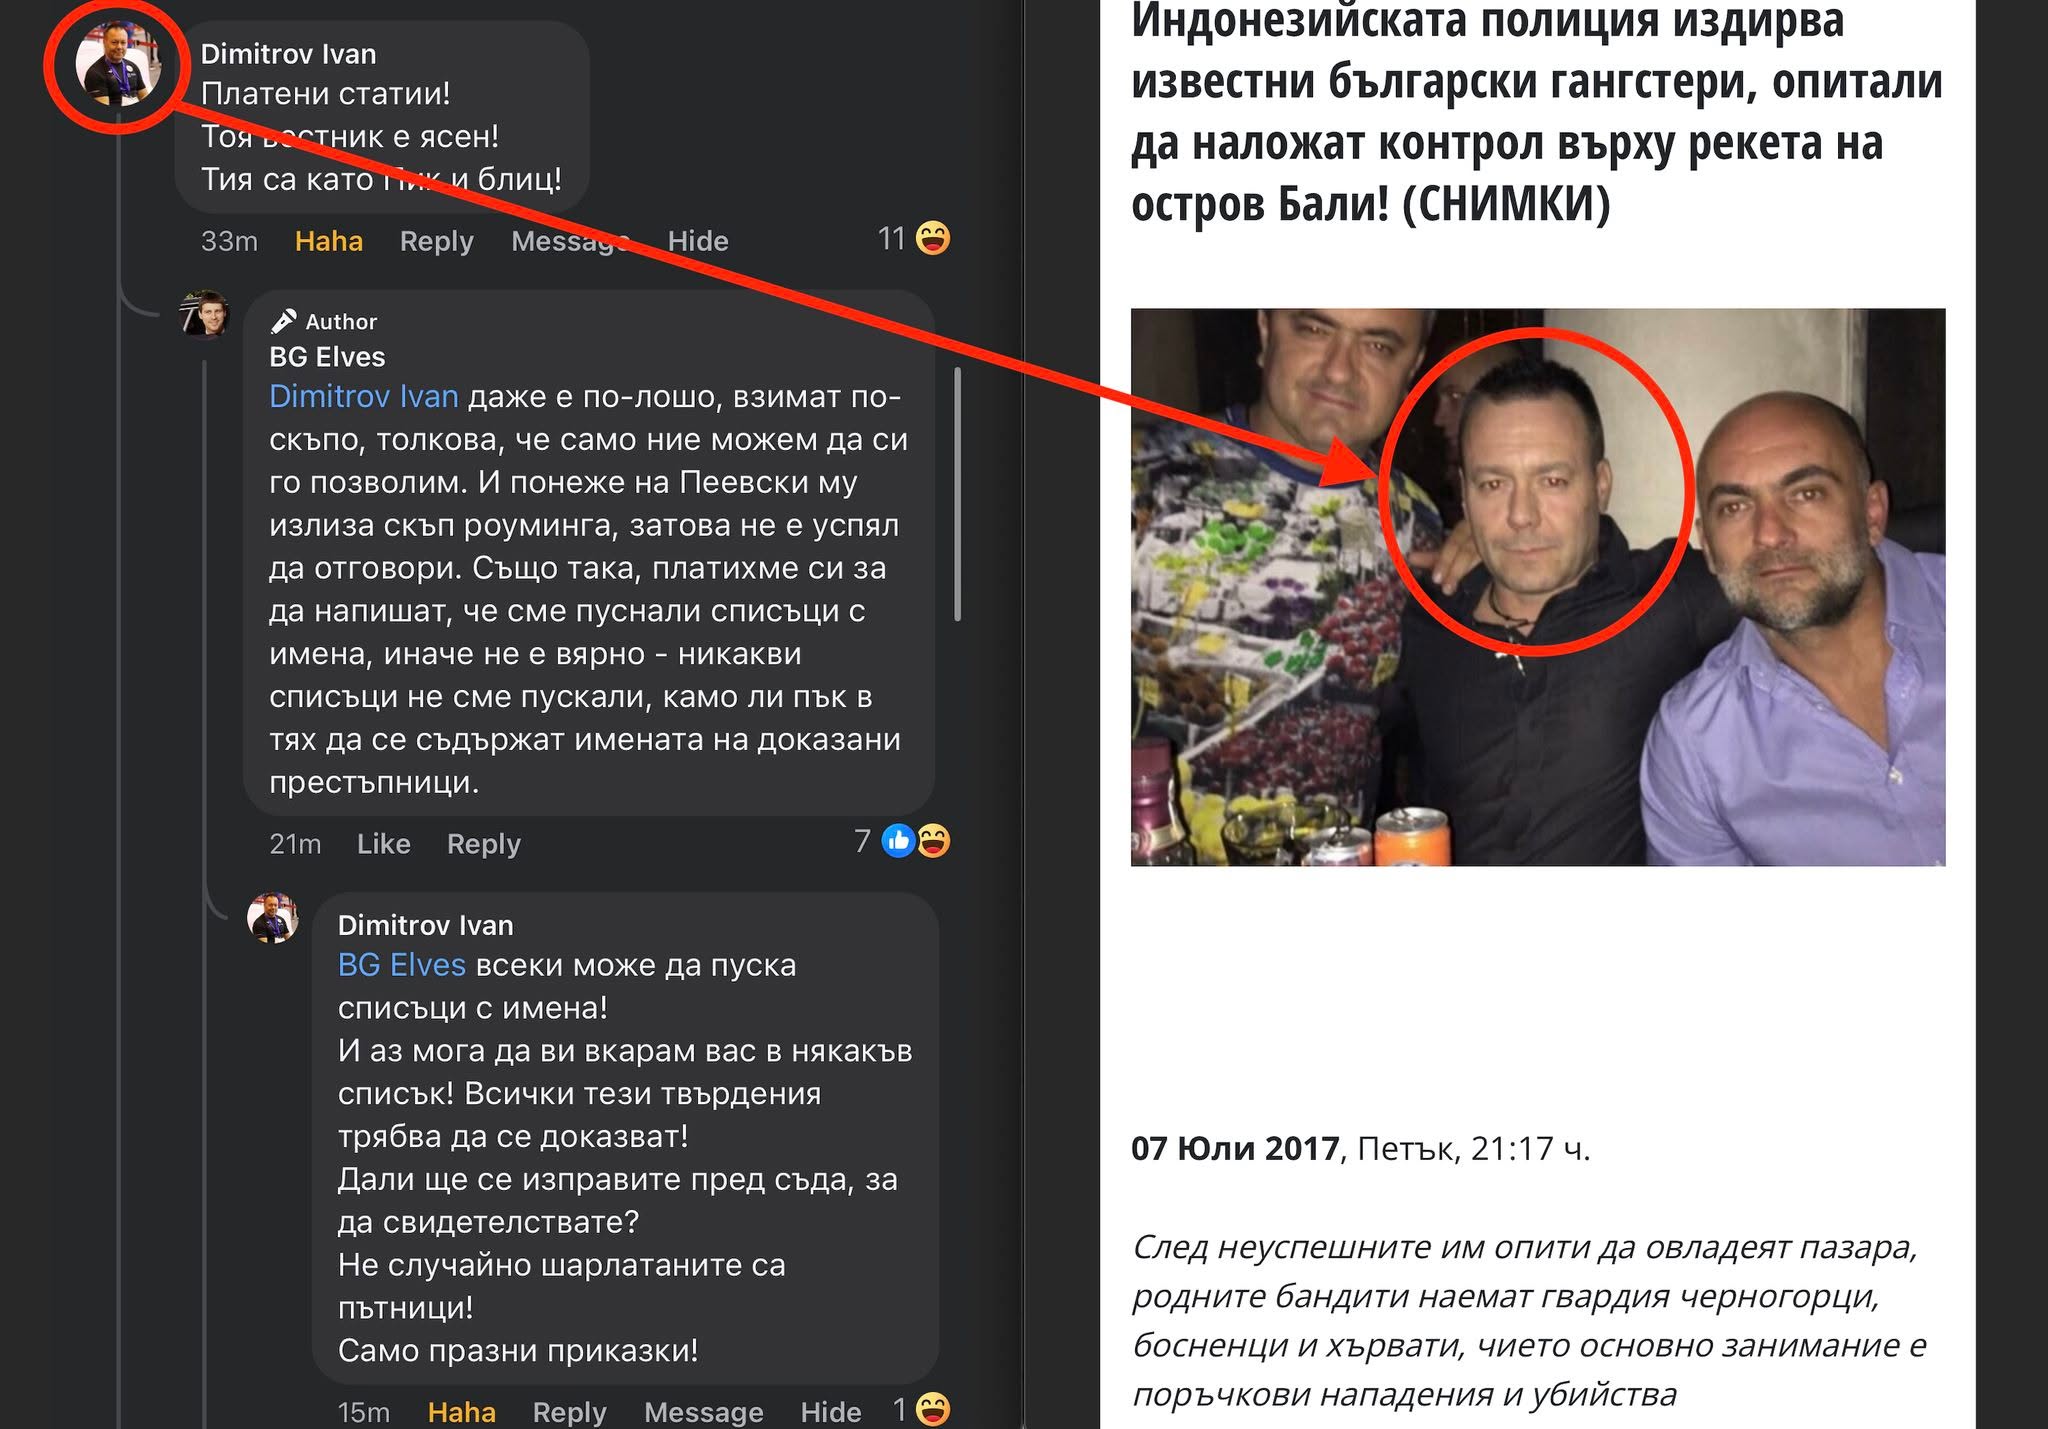 Dimitrov Ivan
Платени статии!
Тоя вестник е ясен!
Тия са като Пик и блиц!
33m Haha Reply Message Hide 11
Author
BG Elves
Dimitrov Ivan даже е по-лошо, взимат по-
скъпо, толкова, че само ние можем да си
го позволим. И понеже на Пеевски му
излиза скъп роуминга, затова не е успял
да отговори. Също така, платихме си за
да напишат, че сме пуснали списъци с
имена, иначе не е вярно - никакви
списъци не сме пускали, камо ли пък в
тях да се съдържат имената на доказани
престъпници.
21m Like Reply 7
Dimitrov Ivan
BG Elves всеки може да пуска
списъци с имена!
И аз мога да ви вкарам вас в някакъв
списък! Всички тези твърдения
трябва да се доказват!
Дали ще се изправите пред съда, за
да свидетелствате?
Не случайно шарлатаните са
пътници!
Само празни приказки!
15m Haha Reply Message Hide 1
Индонезийската полиция издирва
известни български гангстери, опитали
да наложат контрол върху рекета на
остров Бали! (СНИМКИ)
07 Юли 2017, Петък, 21:17 ч.
След неуспешните им опити да овладеят пазара,
родните бандити наемат гвардия черногорци,
босненци и хървати, чието основно занимание е
поръчкови нападения и убийства